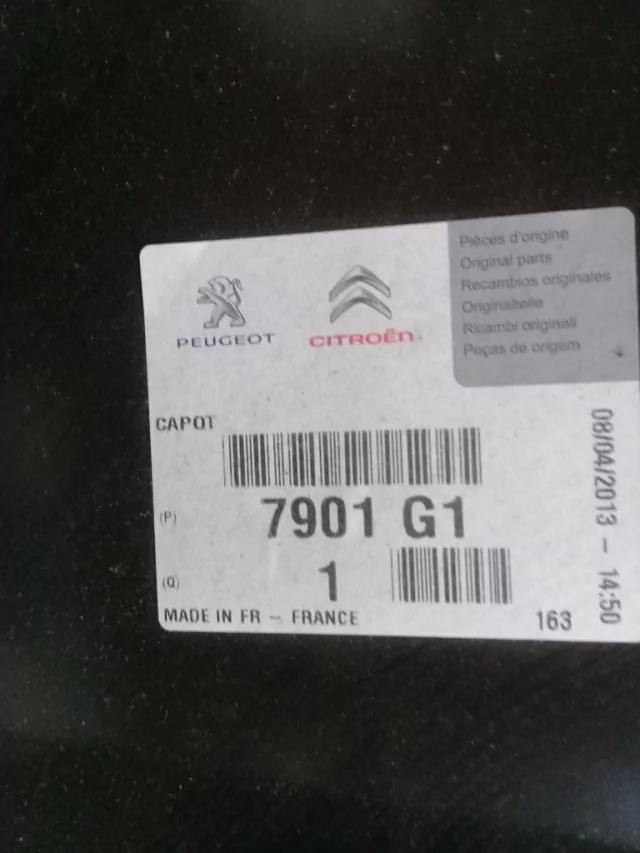 Pièces d'origine
Original parts
Recambios originales
Originalteile
Ricambi originali
Peças de origem
PEUGEOT
CITROËN
CAPOT
(P) 7901 G1
(Q) 1
MADE IN FR - FRANCE
163
08/04/2013 - 14:50